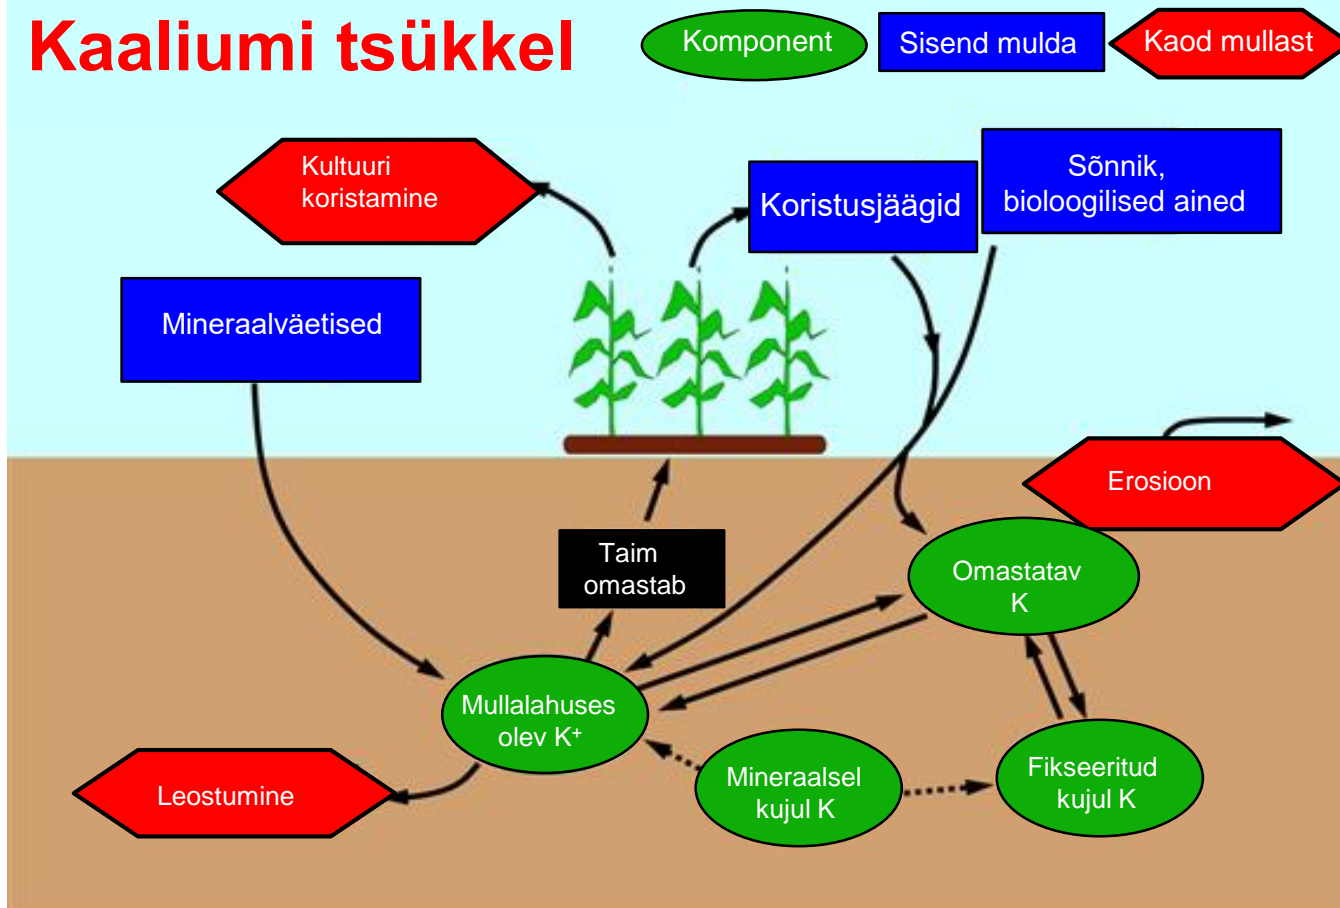 Kaaliumi tsükkel
Komponent
Sisend mulda
Kaod mullast
Kultuuri
koristamine
Koristusjäägid
Sõnnik,
bioloogilised ained
Mineraalväetised
Erosioon
Taim
omastab
Omastatav
K
Mullalahuses
olev K⁺
Mineraalsel
kujul K
Fikseeritud
kujul K
Leostumine